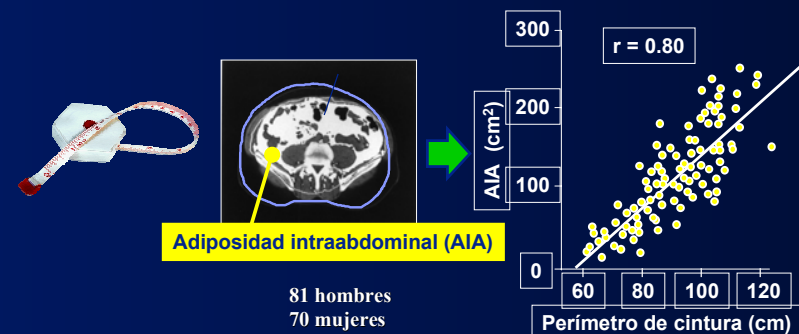 300
r = 0.80
200
AIA (cm²)
100
0
60 80 100 120
Perímetro de cintura (cm)
Adiposidad intraabdominal (AIA)
81 hombres
70 mujeres